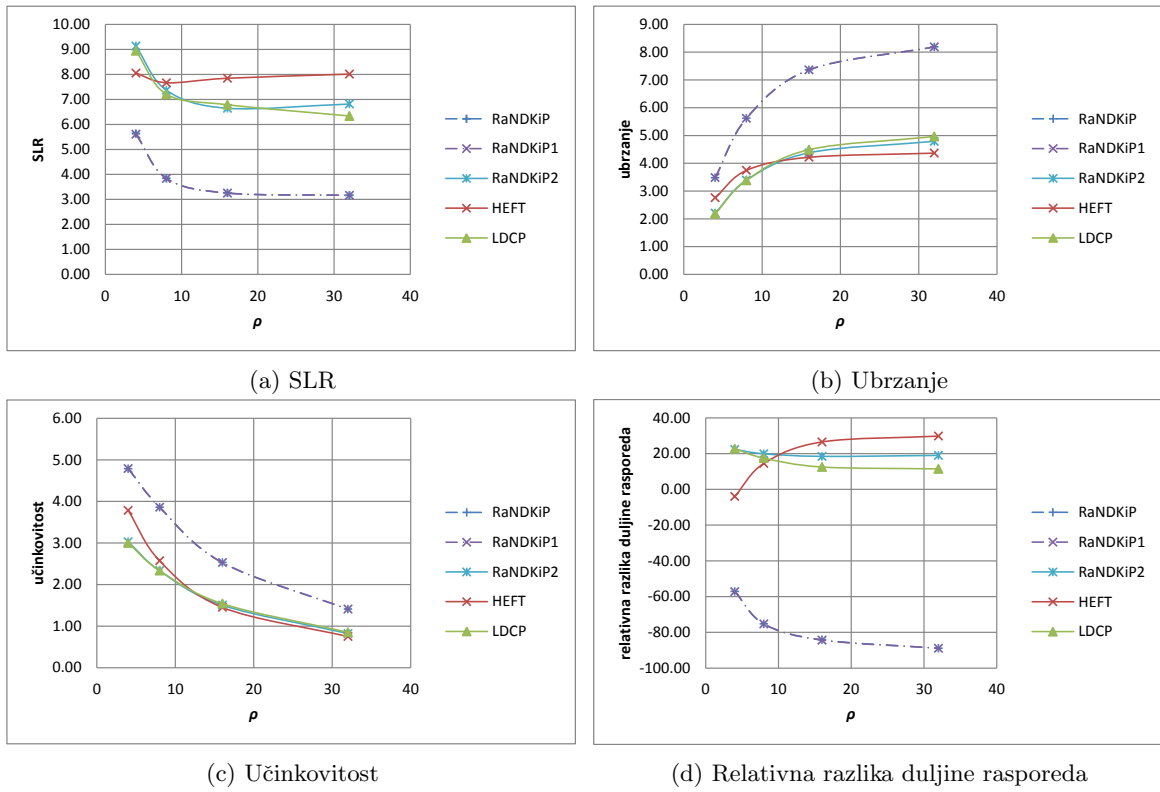 10.00
9.00
8.00
7.00
6.00
5.00
4.00
3.00
2.00
1.00
0.00
SLR
0 10 20 30 40
ρ
RaNDKiP
RaNDKiP1
RaNDKiP2
HEFT
LDCP
(a) SLR
9.00
8.00
7.00
6.00
5.00
4.00
3.00
2.00
1.00
0.00
ubrzanje
0 10 20 30 40
ρ
RaNDKiP
RaNDKiP1
RaNDKiP2
HEFT
LDCP
(b) Ubrzanje
6.00
5.00
4.00
3.00
2.00
1.00
0.00
učinkovitost
0 10 20 30 40
ρ
RaNDKiP
RaNDKiP1
RaNDKiP2
HEFT
LDCP
(c) Učinkovitost
40.00
20.00
0.00
-20.00
-40.00
-60.00
-80.00
-100.00
relativna razlika duljine rasporeda
0 10 20 30 40
ρ
RaNDKiP
RaNDKiP1
RaNDKiP2
HEFT
LDCP
(d) Relativna razlika duljine rasporeda